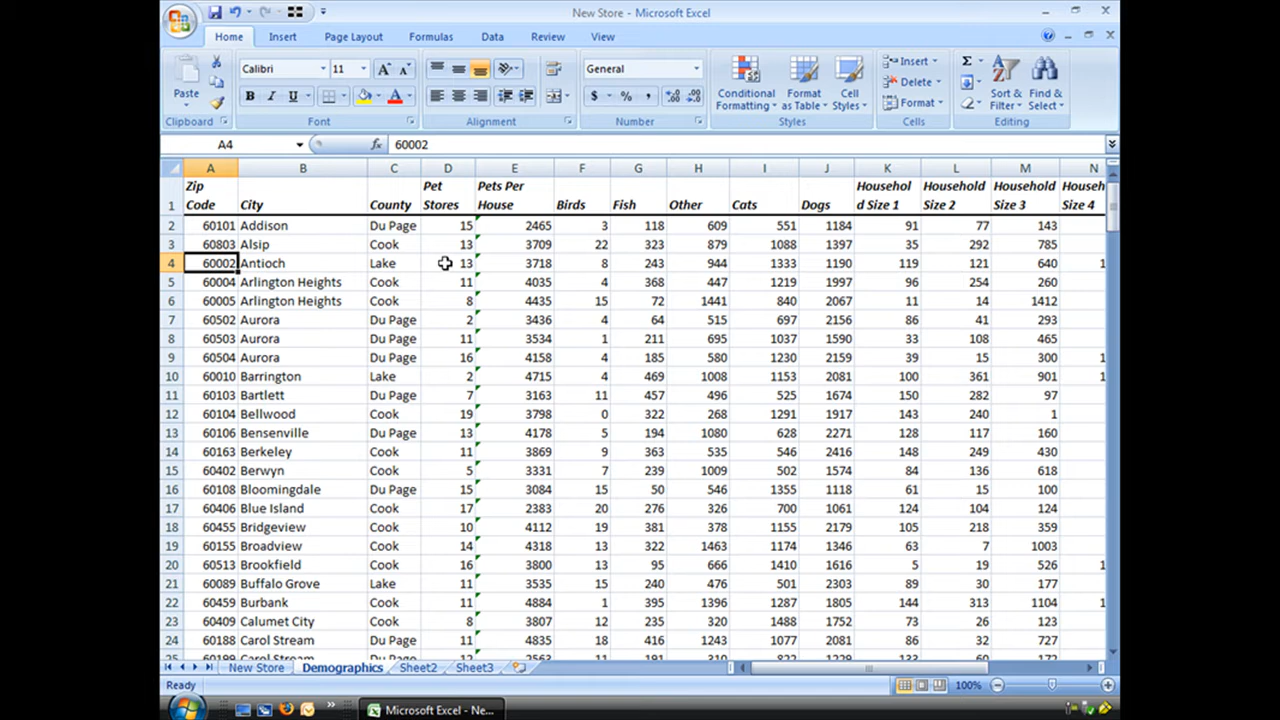 New Store - Microsoft Excel
Home Insert Page Layout Formulas Data Review View
Paste Calibri 11 General Conditional Formatting Format as Table Cell Styles Insert Delete Format Sort & Filter Find & Select
B I U $ % ,
Clipboard Font Alignment Number Styles Cells Editing
A4 fx 60002
A B C D E F G H I J K L M N
1 Zip Code City County Pet Stores Pets Per House Birds Fish Other Cats Dogs Househol d Size 1 Household Size 2 Household Size 3 Size 4
2 60101 Addison Du Page 15 2465 3 118 609 551 1184 91 77 143
3 60803 Alsip Cook 13 3709 22 323 879 1088 1397 35 292 785
4 60002 Antioch Lake 13 3718 8 243 944 1333 1190 119 121 640 1
5 60004 Arlington Heights Cook 11 4035 4 368 447 1219 1997 96 254 260
6 60005 Arlington Heights Cook 8 4435 15 72 1441 840 2067 11 14 1412
7 60502 Aurora Du Page 2 3436 4 64 515 697 2156 86 41 293
8 60503 Aurora Du Page 11 3534 1 211 695 1037 1590 33 108 465
9 60504 Aurora Du Page 16 4158 4 185 580 1230 2159 39 15 300 1
10 60010 Barrington Lake 2 4715 4 469 1008 1153 2081 100 361 901 1
11 60103 Bartlett Du Page 7 3163 11 457 496 525 1674 150 282 97
12 60104 Bellwood Cook 19 3798 0 322 268 1291 1917 143 240 1
13 60106 Bensenville Du Page 13 4178 5 194 1080 628 2271 128 117 160
14 60163 Berkeley Cook 11 3869 9 363 535 546 2416 148 249 430
15 60402 Berwyn Cook 5 3331 7 239 1009 502 1574 84 136 618
16 60108 Bloomingdale Du Page 15 3084 15 50 546 1355 1118 61 15 100
17 60406 Blue Island Cook 17 2383 20 276 326 700 1061 124 104 124
18 60455 Bridgeview Cook 10 4112 19 381 378 1155 2179 105 218 359
19 60155 Broadview Cook 14 4318 13 322 1463 1174 1346 63 7 1003
20 60513 Brookfield Cook 16 3800 13 95 666 1410 1616 5 19 526 1
21 60089 Buffalo Grove Lake 11 3535 15 240 476 501 2303 89 30 177
22 60459 Burbank Cook 11 4884 1 395 1396 1287 1805 144 313 1104 1
23 60409 Calumet City Cook 8 3807 12 235 320 1488 1752 73 26 123
24 60188 Carol Stream Du Page 11 4835 18 416 1243 1077 2081 86 32 727
25 60199 Carol Stream Du Page 12 2563 11 191 310 822 1229 133 60 172
New Store Demographics Sheet2 Sheet3
Ready 100%
Microsoft Excel - Ne...